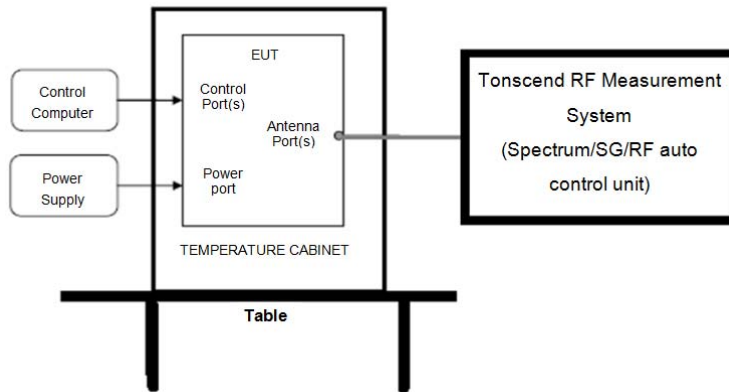 EUT
Control
Computer
Control
Port(s)
Antenna
Port(s)
Power
Supply
Power
port
TEMPERATURE CABINET
Table
Tonscend RF Measurement
System
(Spectrum/SG/RF auto
control unit)